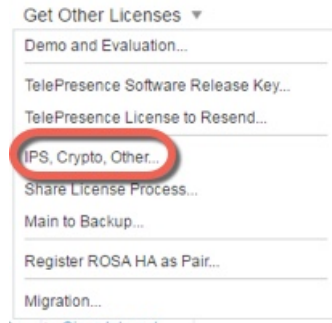 Get Other Licenses ▼
Demo and Evaluation...
TelePresence Software Release Key...
TelePresence License to Resend...
IPS, Crypto, Other...
Share License Process...
Main to Backup...
Register ROSA HA as Pair...
Migration...